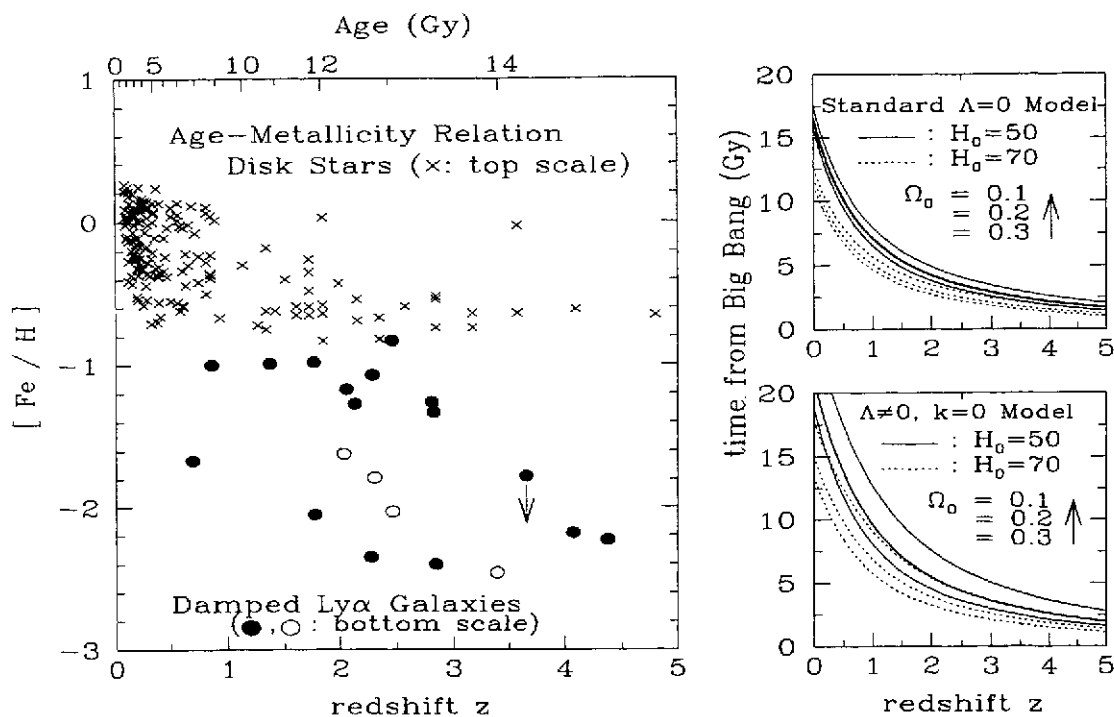 Age (Gy)
0 5 10 12 14
1
0
−1
−2
−3
[ Fe / H ]
Age−Metallicity Relation
Disk Stars (×: top scale)
Damped Lyα Galaxies
(●,○: bottom scale)
0 1 2 3 4 5
redshift z
time from Big Bang (Gy)
20
15
10
5
0
Standard Λ=0 Model
: H₀=50
: H₀=70
Ω₀ = 0.1
= 0.2
= 0.3
0 1 2 3 4 5
20
15
10
5
0
Λ≠0, k=0 Model
: H₀=50
: H₀=70
Ω₀ = 0.1
= 0.2
= 0.3
0 1 2 3 4 5
redshift z